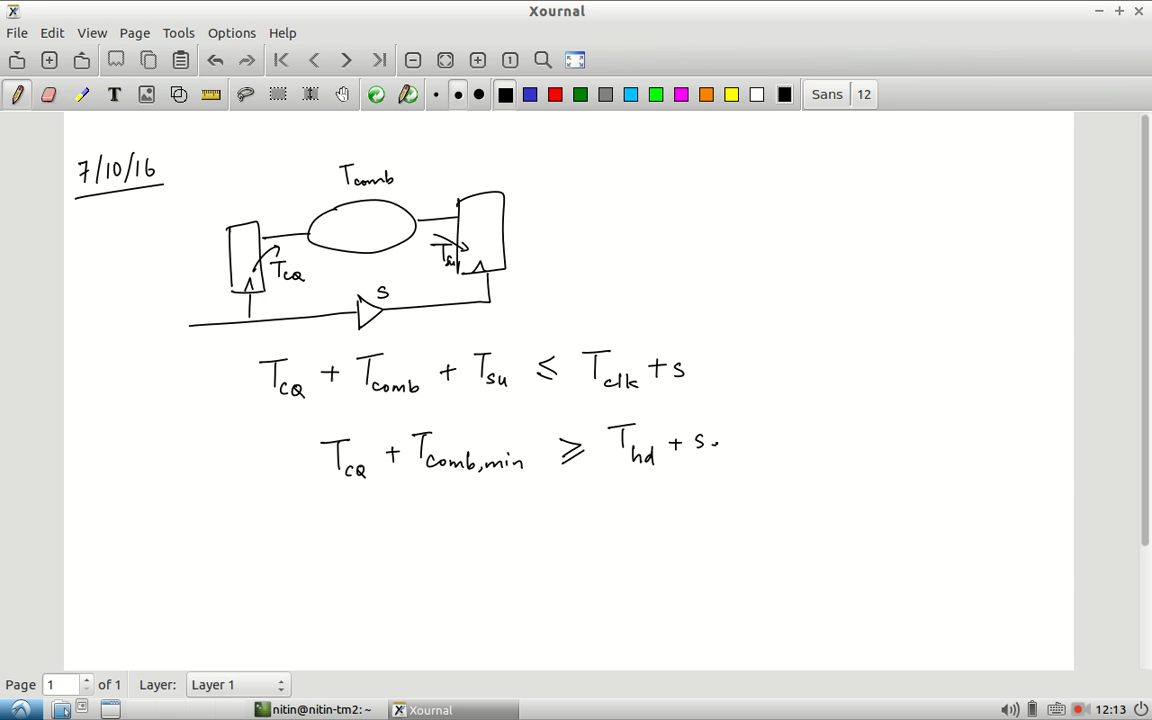 Xournal
File Edit View Page Tools Options Help
Sans 12
7/10/16
Tcomb
TCQ
Tsu
s
TCQ + Tcomb + Tsu ≤ Tclk + s
TCQ + Tcomb,min ≥ Thd + s.
Page 1 of 1 Layer: Layer 1
nitin@nitin-tm2: ~ Xournal 12:13